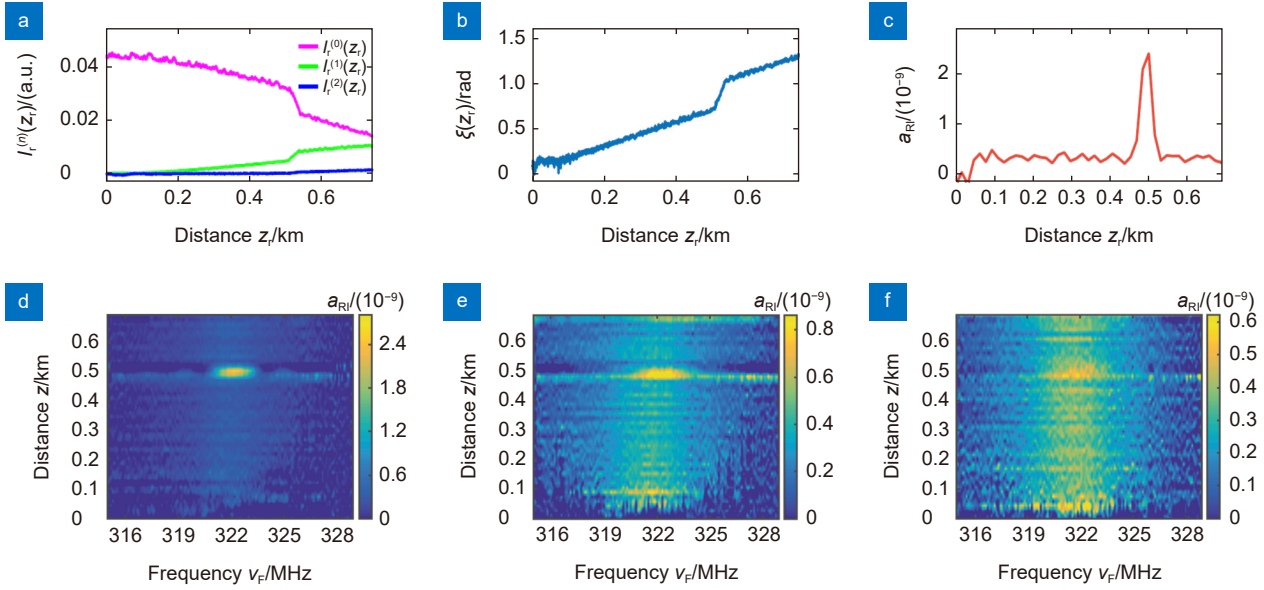 a
I_r^(n)(z_r)/(a.u.)
0.04
0.02
0
I_r^(0)(z_r)
I_r^(1)(z_r)
I_r^(2)(z_r)
0 0.2 0.4 0.6
Distance z_r/km
b
ξ(z_r)/rad
1.5
1.0
0.5
0
0 0.2 0.4 0.6
Distance z_r/km
c
a_RI/(10^-9)
2
1
0
0 0.1 0.2 0.3 0.4 0.5 0.6
Distance z_r/km
d
a_RI/(10^-9)
Distance z/km
0.6
0.5
0.4
0.3
0.2
0.1
0
316 319 322 325 328
Frequency v_F/MHz
2.4
1.8
1.2
0.6
0
e
a_RI/(10^-9)
Distance z/km
0.6
0.5
0.4
0.3
0.2
0.1
0
316 319 322 325 328
Frequency v_F/MHz
0.8
0.6
0.4
0.2
0
f
a_RI/(10^-9)
Distance z/km
0.6
0.5
0.4
0.3
0.2
0.1
0
316 319 322 325 328
Frequency v_F/MHz
0.6
0.5
0.4
0.3
0.2
0.1
0